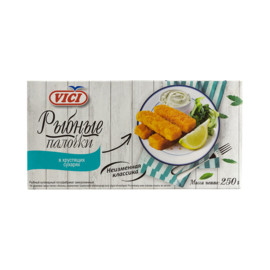 VICI
Рыбные
палочки
в хрустящих
сухарях
Неизменная
классика
Масса нетто: 250 г